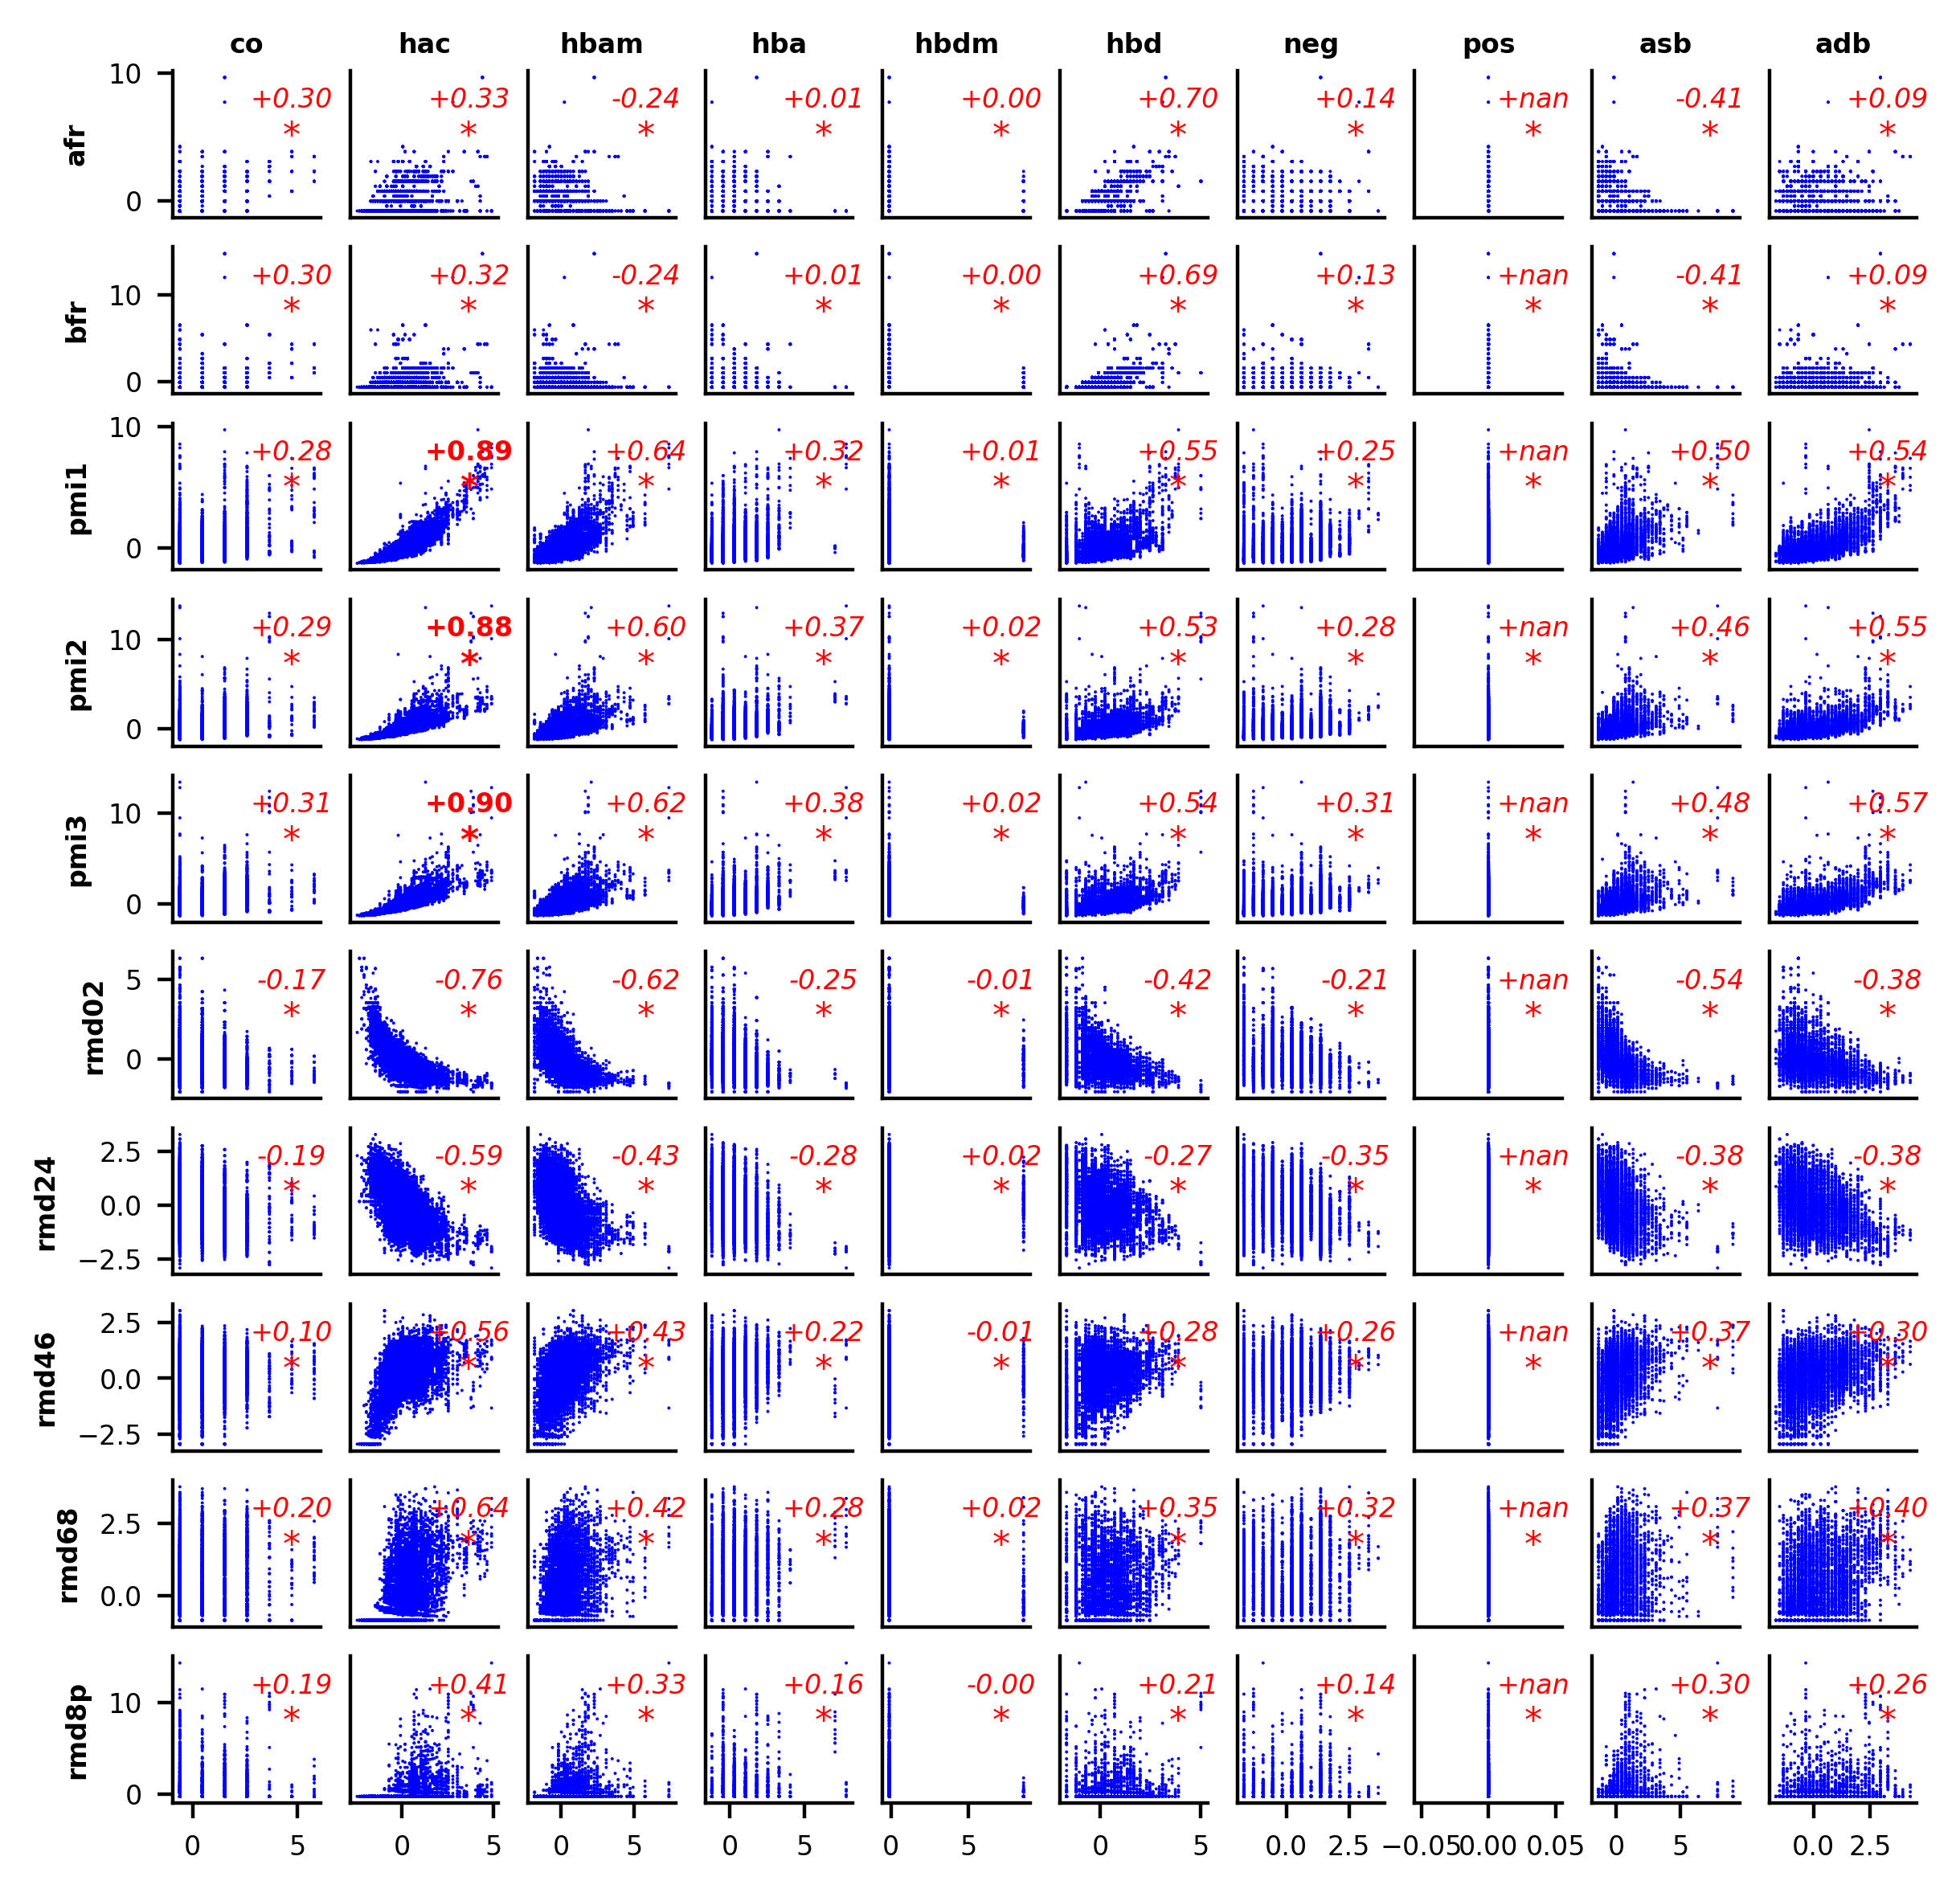 co hac hbam hba hbdm hbd neg pos asb adb
afr 10 0 +0.30 * +0.33 * -0.24 * +0.01 * +0.00 * +0.70 * +0.14 * +nan * -0.41 * +0.09 *
bfr 10 0 +0.30 * +0.32 * -0.24 * +0.01 * +0.00 * +0.69 * +0.13 * +nan * -0.41 * +0.09 *
pmi1 10 0 +0.28 * +0.89 * +0.64 * +0.32 * +0.01 * +0.55 * +0.25 * +nan * +0.50 * +0.54 *
pmi2 10 0 +0.29 * +0.88 * +0.60 * +0.37 * +0.02 * +0.53 * +0.28 * +nan * +0.46 * +0.55 *
pmi3 10 0 +0.31 * +0.90 * +0.62 * +0.38 * +0.02 * +0.54 * +0.31 * +nan * +0.48 * +0.57 *
rmd02 5 0 -0.17 * -0.76 * -0.62 * -0.25 * -0.01 * -0.42 * -0.21 * +nan * -0.54 * -0.38 *
rmd24 2.5 0.0 −2.5 -0.19 * -0.59 * -0.43 * -0.28 * +0.02 * -0.27 * -0.35 * +nan * -0.38 * -0.38 *
rmd46 2.5 0.0 −2.5 +0.10 * +0.56 * +0.43 * +0.22 * -0.01 * +0.28 * +0.26 * +nan * +0.37 * +0.30 *
rmd68 2.5 0.0 +0.20 * +0.64 * +0.42 * +0.28 * +0.02 * +0.35 * +0.32 * +nan * +0.37 * +0.40 *
rmd8p 10 0 +0.19 * +0.41 * +0.33 * +0.16 * -0.00 * +0.21 * +0.14 * +nan * +0.30 * +0.26 *
0 5 0 5 0 5 0 5 0 5 0 5 0.0 2.5 −0.05 0.00 0.05 0 5 0.0 2.5